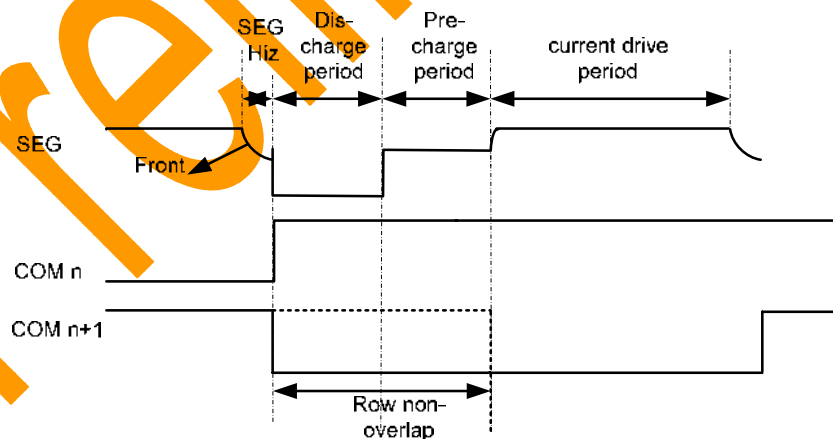 SEG
Hiz
Dis-
charge
period
Pre-
charge
period
current drive
period
SEG
Front
COM n
COM n+1
Row non-
overlap